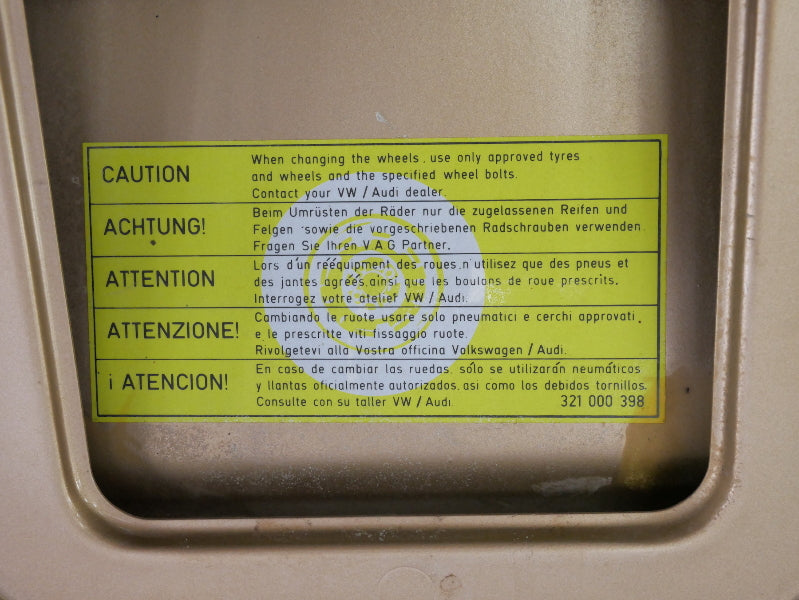 CAUTION
When changing the wheels, use only approved tyres
and wheels and the specified wheel bolts.
Contact your VW / Audi dealer.
ACHTUNG!
Beim Umrüsten der Räder nur die zugelassenen Reifen und
Felgen sowie die vorgeschriebenen Radschrauben verwenden.
Fragen Sie Ihren V.A.G Partner.
ATTENTION
Lors d'un rééquipment des roues, n'utilisez que des pneus et
des jantes agréés ainsi que les boulons de roue prescrits.
Interrogez votre atelief VW / Audi.
ATTENZIONE!
Cambiando le ruote usare solo pneumatici e cerchi approvati,
e le prescritte viti fissaggio ruote.
Rivolgetevi alla Vostra officina Volkswagen / Audi.
¡ ATENCION!
En caso de cambiar las ruedas, sólo se utilizarán neumáticos
y llantas oficialmente autorizados, asi como los debidos tornillos.
Consulte con su taller VW / Audi.
321 000 398